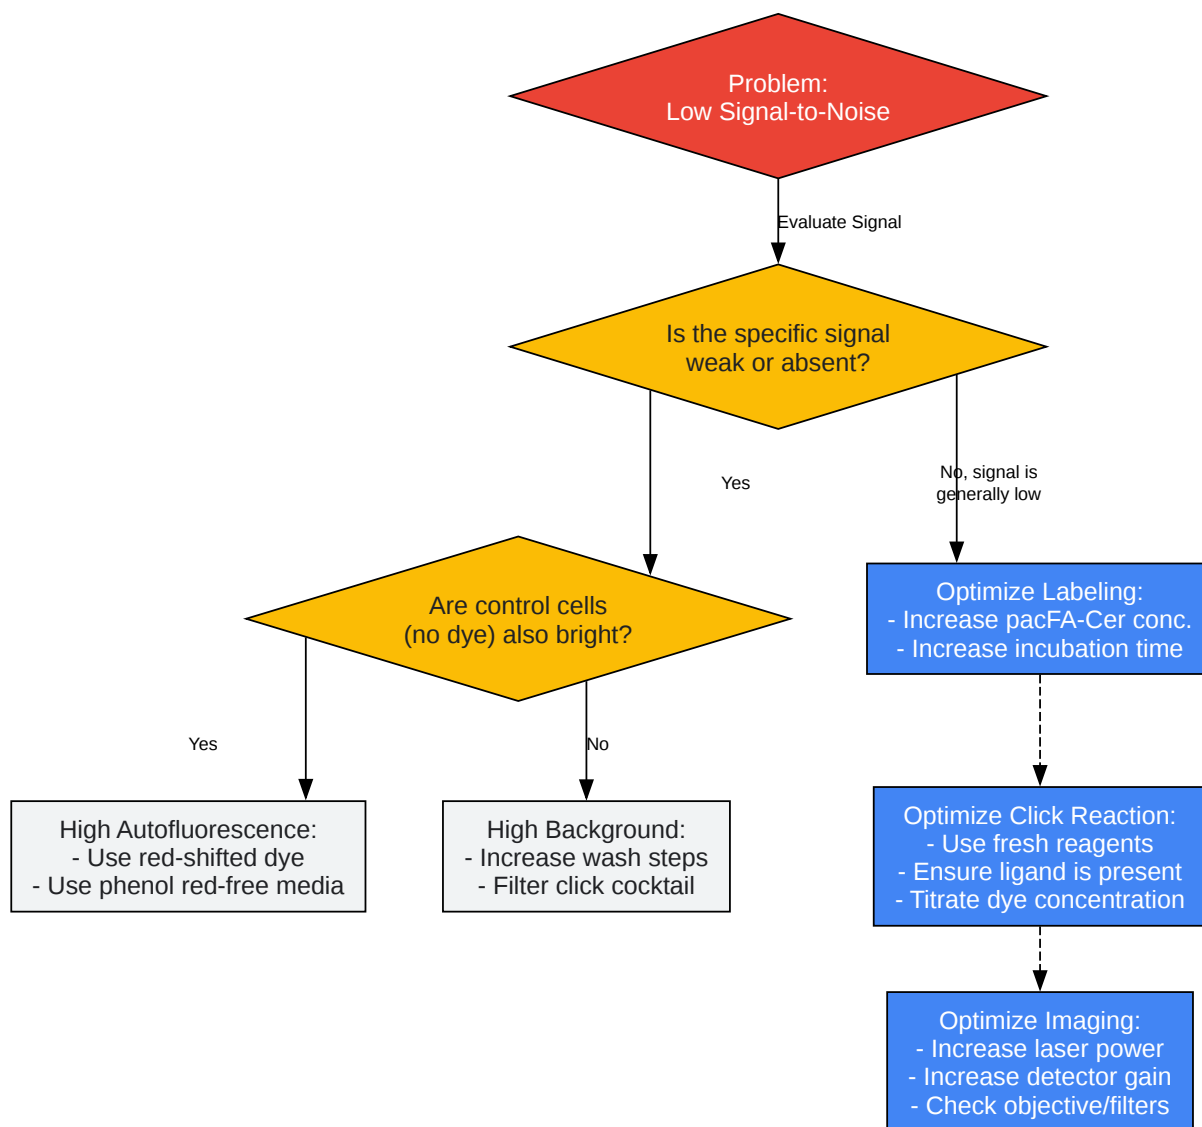 Problem:
Low Signal-to-Noise
Evaluate Signal
Is the specific signal
weak or absent?
Yes
No, signal is
generally low
Are control cells
(no dye) also bright?
Optimize Labeling:
- Increase pacFA-Cer conc.
- Increase incubation time
Yes
No
High Autofluorescence:
- Use red-shifted dye
- Use phenol red-free media
High Background:
- Increase wash steps
- Filter click cocktail
Optimize Click Reaction:
- Use fresh reagents
- Ensure ligand is present
- Titrate dye concentration
Optimize Imaging:
- Increase laser power
- Increase detector gain
- Check objective/filters